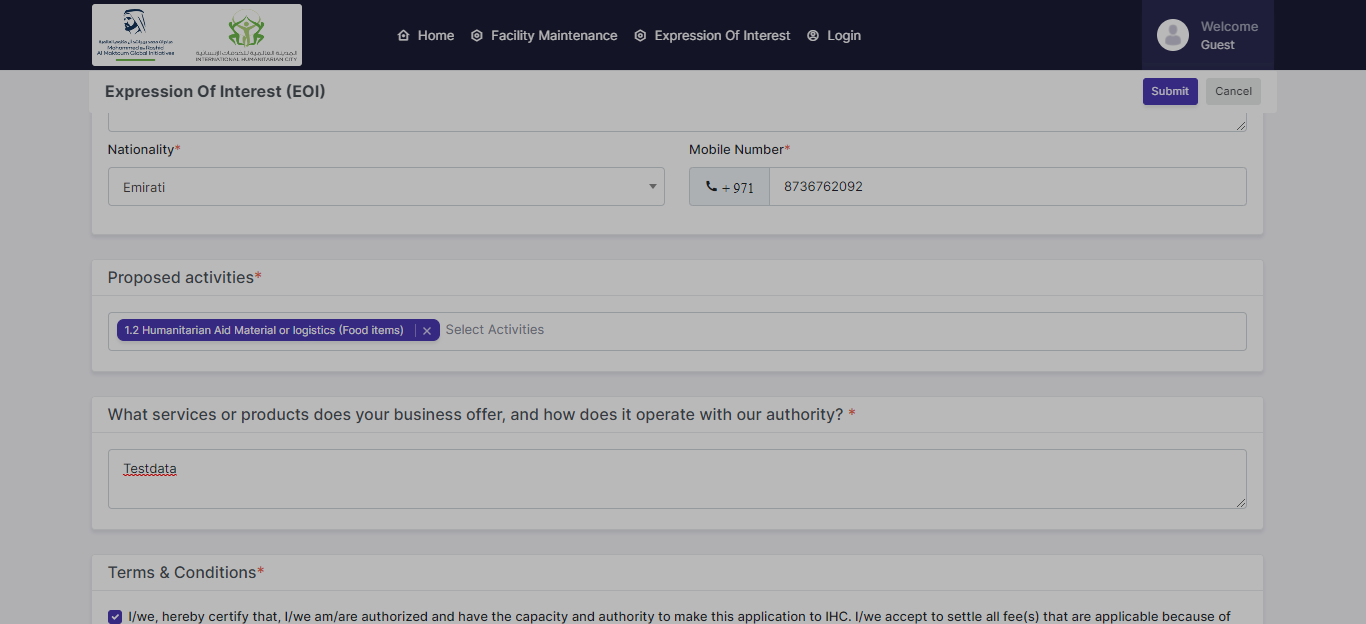 Mohammed bin Rashid
Al Maktoum Global Initiatives
INTERNATIONAL HUMANITARIAN CITY
Home
Facility Maintenance
Expression Of Interest
Login
Welcome
Guest
Expression Of Interest (EOI)
Submit
Cancel
Nationality*
Mobile Number*
Emirati
+ 971
8736762092
Proposed activities*
1.2 Humanitarian Aid Material or logistics (Food items)
Select Activities
What services or products does your business offer, and how does it operate with our authority? *
Testdata
Terms & Conditions*
I/we, hereby certify that, I/we am/are authorized and have the capacity and authority to make this application to IHC. I/we accept to settle all fee(s) that are applicable because of